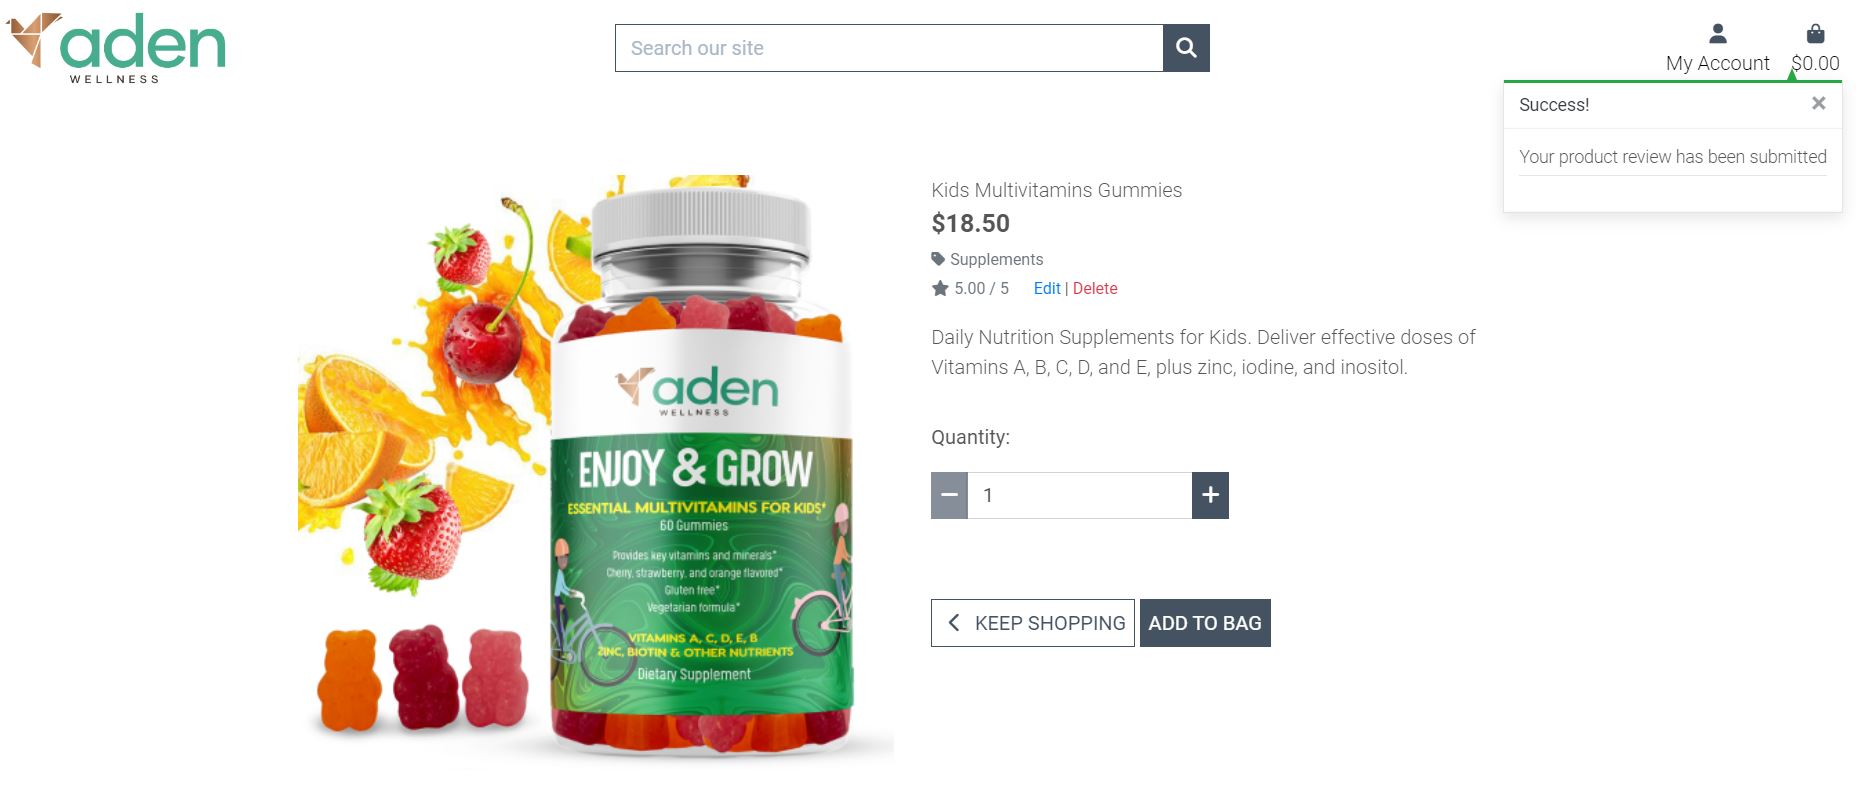 aden
WELLNESS
Search our site
My Account
$0.00
Success!
×
Your product review has been submitted
Kids Multivitamins Gummies
$18.50
Supplements
5.00 / 5 Edit | Delete
Daily Nutrition Supplements for Kids. Deliver effective doses of
Vitamins A, B, C, D, and E, plus zinc, iodine, and inositol.
Quantity:
1
KEEP SHOPPING
ADD TO BAG
aden
WELLNESS
ENJOY & GROW
ESSENTIAL MULTIVITAMINS FOR KIDS*
60 Gummies
Provides key vitamins and minerals*
Cherry, strawberry, and orange flavored*
Gluten free*
Vegetarian formula*
VITAMINS A, C, D, E, B
ZINC, BIOTIN & OTHER NUTRIENTS
Dietary Supplement